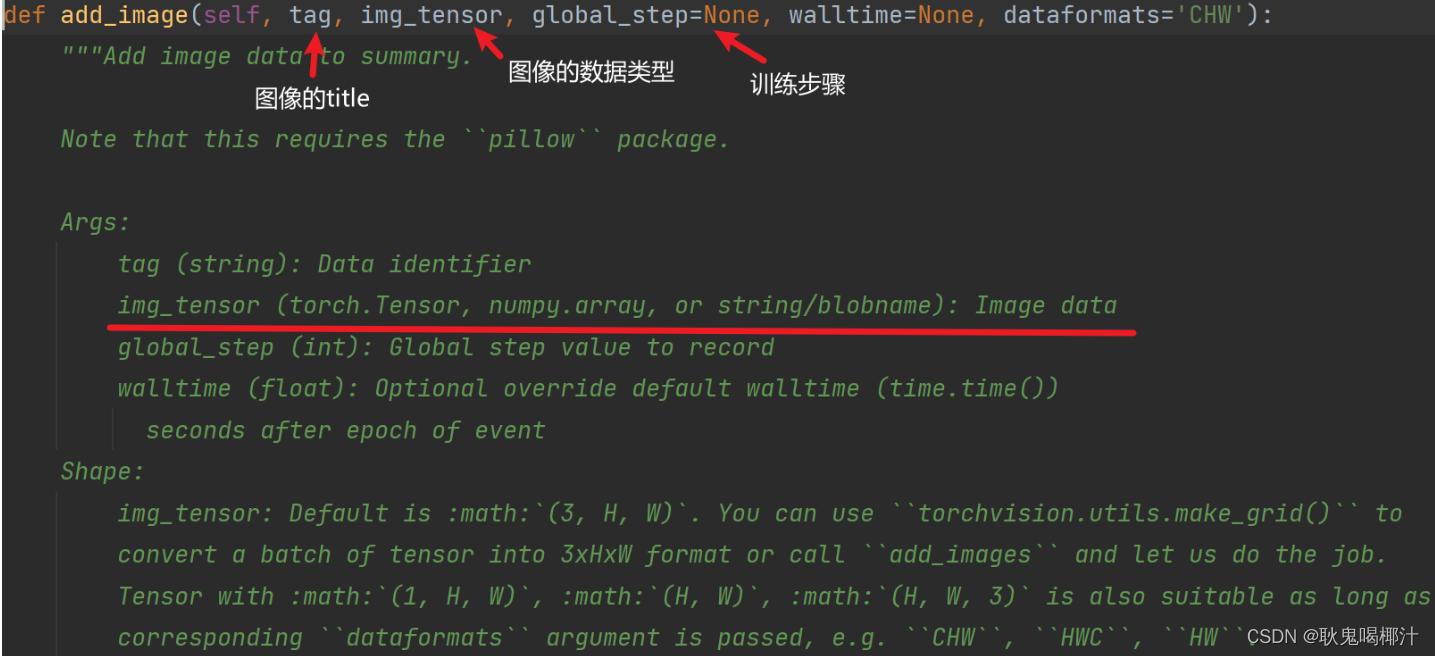 def add_image(self, tag, img_tensor, global_step=None, walltime=None, dataformats='CHW'):
"""Add image data to summary.
图像的数据类型
训练步骤
图像的title
Note that this requires the ``pillow`` package.
Args:
tag (string): Data identifier
img_tensor (torch.Tensor, numpy.array, or string/blobname): Image data
global_step (int): Global step value to record
walltime (float): Optional override default walltime (time.time())
seconds after epoch of event
Shape:
img_tensor: Default is :math:`(3, H, W)`. You can use ``torchvision.utils.make_grid()`` to
convert a batch of tensor into 3xHxW format or call ``add_images`` and let us do the job.
Tensor with :math:`(1, H, W)`, :math:`(H, W)`, :math:`(H, W, 3)` is also suitable as long as
corresponding ``dataformats`` argument is passed, e.g. ``CHW``, ``HWC``, ``HW``.
CSDN @耿鬼喝椰汁